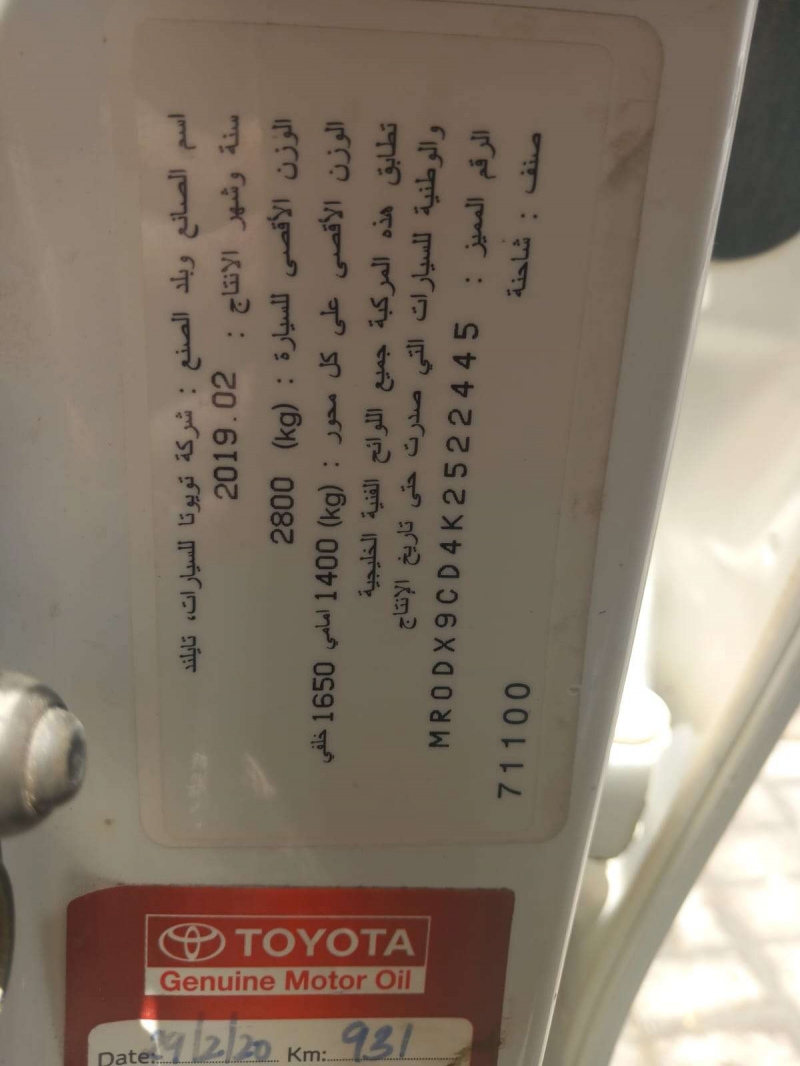 اسم الصانع وبلد الصنع : شركة تويوتا للسيارات، تايلند
سنة وشهر الانتاج : 2019.02
الوزن الأقصى للسيارة : (kg) 2800
الوزن الأقصى على كل محور : (kg) 1400 امامي 1650 خلفي
تطابق هذه المركبة جميع اللوائح الفنية الخليجية
والوطنية للسيارات التي صدرت حتى تاريخ الإنتاج
الرقم المميز : MR0DX9CD4K2522445
صنف : شاحنة 71100
TOYOTA
Genuine Motor Oil
Date: 29/2/20 Km: 931